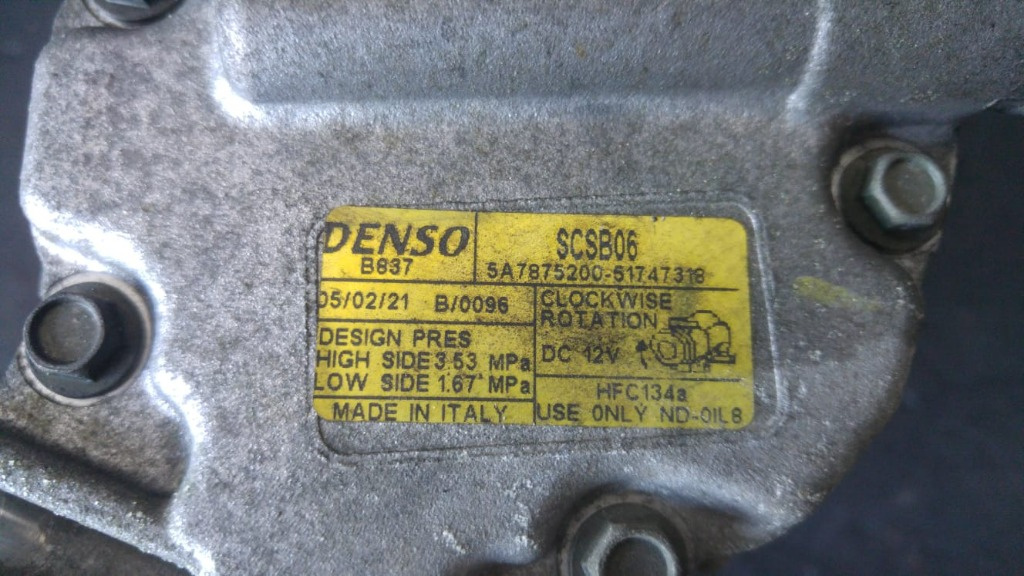 DENSO
B837
SCSB06
5A7875200-51747318
05/02/21 B/0096
CLOCKWISE
ROTATION
DC 12V
DESIGN PRES
HIGH SIDE 3.53 MPa
LOW SIDE 1.67 MPa
HFC134a
MADE IN ITALY
USE ONLY ND-OIL8